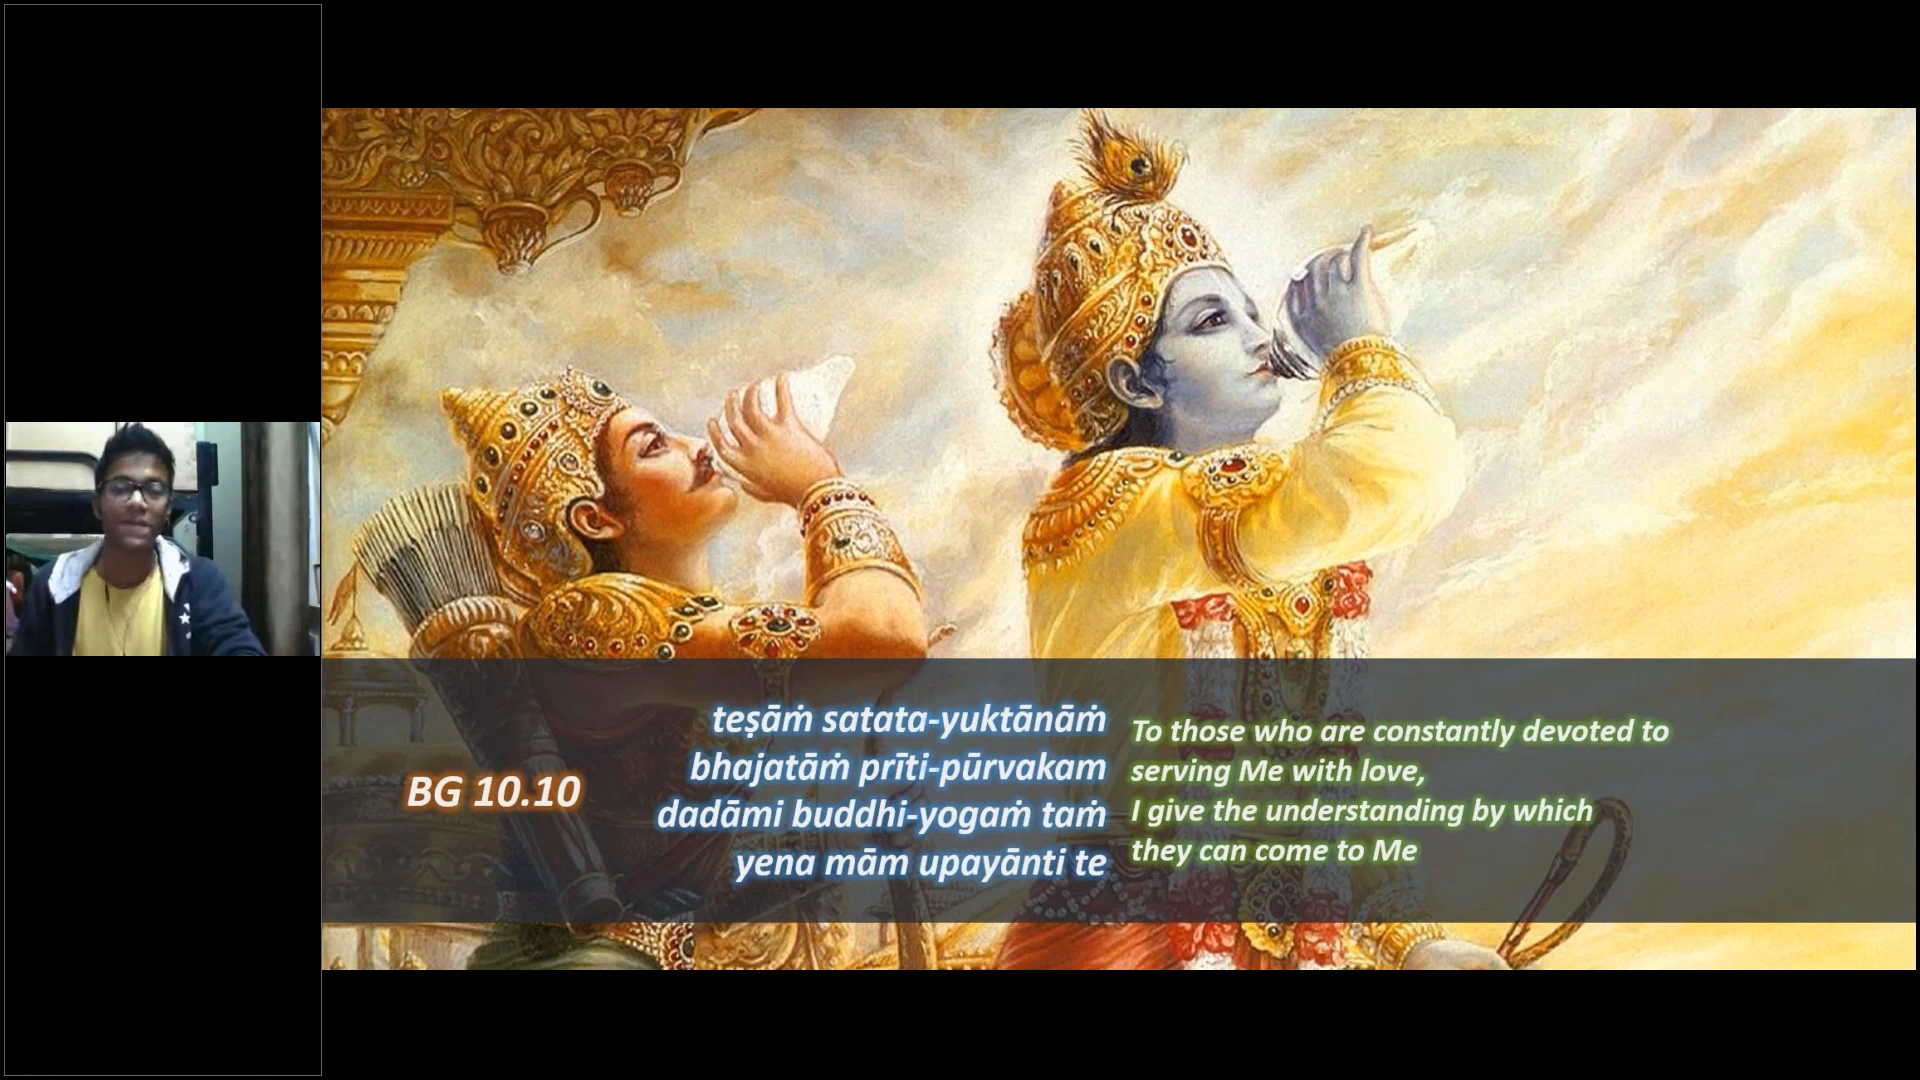 BG 10.10
teṣāṁ satata-yuktānāṁ
bhajatāṁ prīti-pūrvakam
dadāmi buddhi-yogaṁ taṁ
yena mām upayānti te
To those who are constantly devoted to
serving Me with love,
I give the understanding by which
they can come to Me